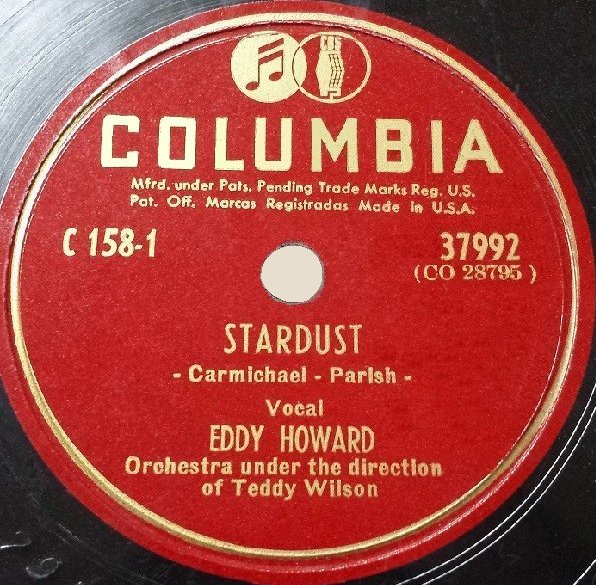 CBS
COLUMBIA
Mfrd. under Pats. Pending Trade Marks Reg. U.S.
Pat. Off. Marcas Registradas Made in U.S.A.
C 158-1
37992
(CO 28795)
STARDUST
- Carmichael - Parish -
Vocal
EDDY HOWARD
Orchestra under the direction
of Teddy Wilson